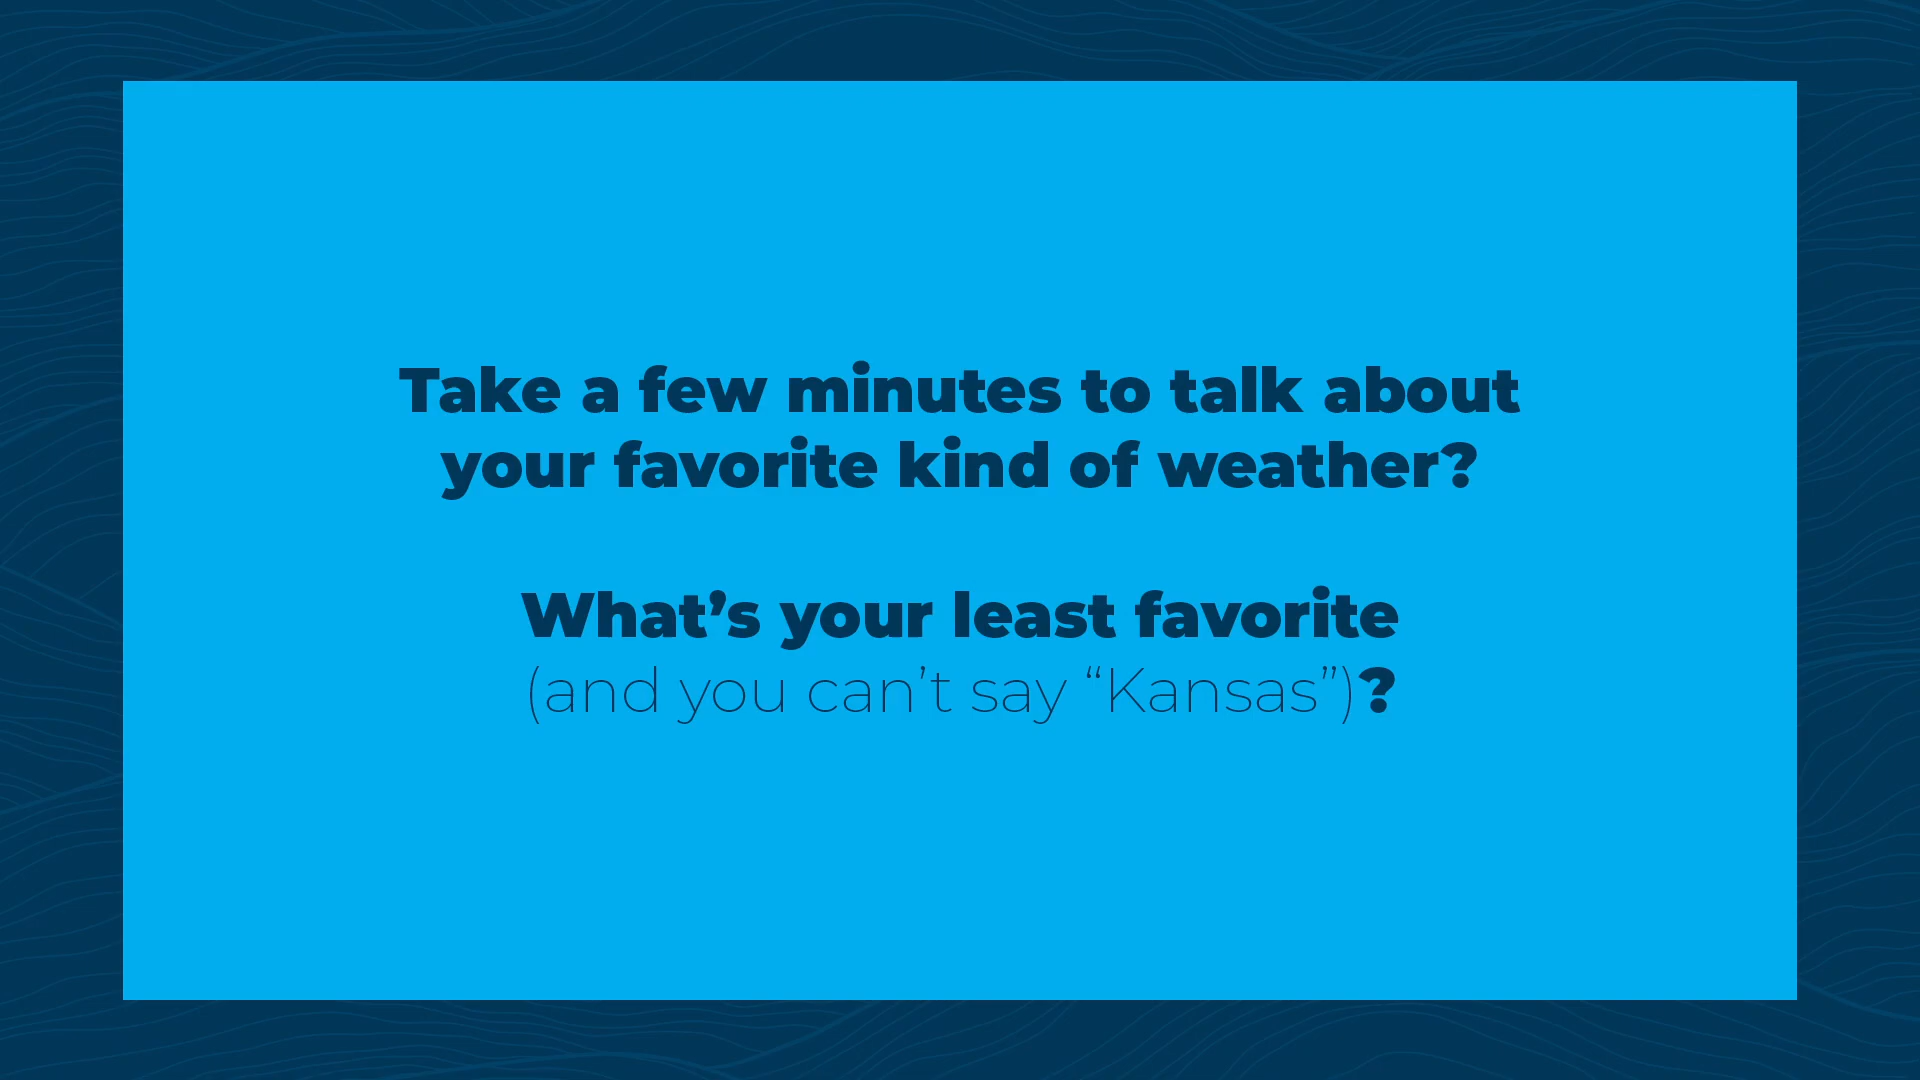 Take a few minutes to talk about
your favorite kind of weather?
What’s your least favorite
(and you can’t say “Kansas”)?